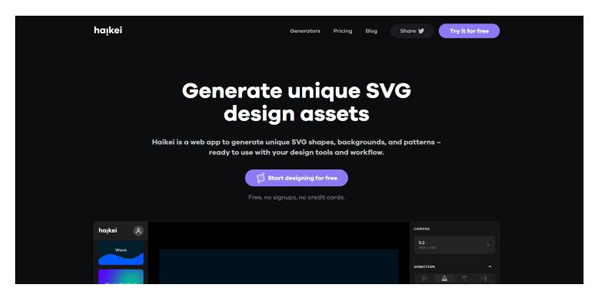 haikei
Generators Pricing Blog Share Try it for free
Generate unique SVG
design assets
Haikei is a web app to generate unique SVG shapes, backgrounds, and patterns –
ready to use with your design tools and workflow.
Start designing for free
Free, no signups, no credit cards.
haikei
Wave
CANVAS
3:2
DIRECTION